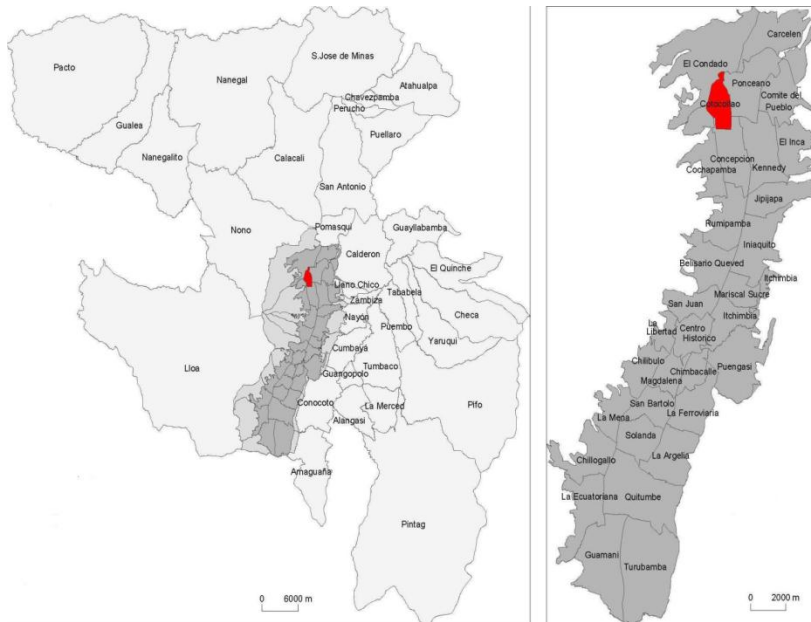 Pacto
Nanegal
S.Jose de Minas
Atahualpa
Chavezpamba
Perucho
Gualea
Puellaro
Nanegalito
Calacali
San Antonio
Nono
Pomasqui
Guayllabamba
Calderon
El Quinche
Llano Chico
Tababela
Zámbiza
Checa
Nayón
Puembo
Yaruqui
Lloa
Cumbayá
Guangopolo
Tumbaco
Conocoto
La Merced
Pifo
Alangasi
Amaguaña
Pintag
0 6000 m
Carcelen
El Condado
Ponceano
Comite del
Pueblo
Cotocollao
El Inca
Concepcion
Kennedy
Cochapamba
Jipijapa
Rumipamba
Iniaquito
Belisario Queved
Itchimbia
Mariscal Sucre
San Juan
Itchimbia
La
Libertad
Centro
Historico
Puengasi
Chilibulo
Chimbacalle
Magdalena
San Bartolo
La Ferroviaria
La Mena
Solanda
La Argelia
Chillogallo
La Ecuatoriana
Quitumbe
Guamani
Turubamba
0 2000 m